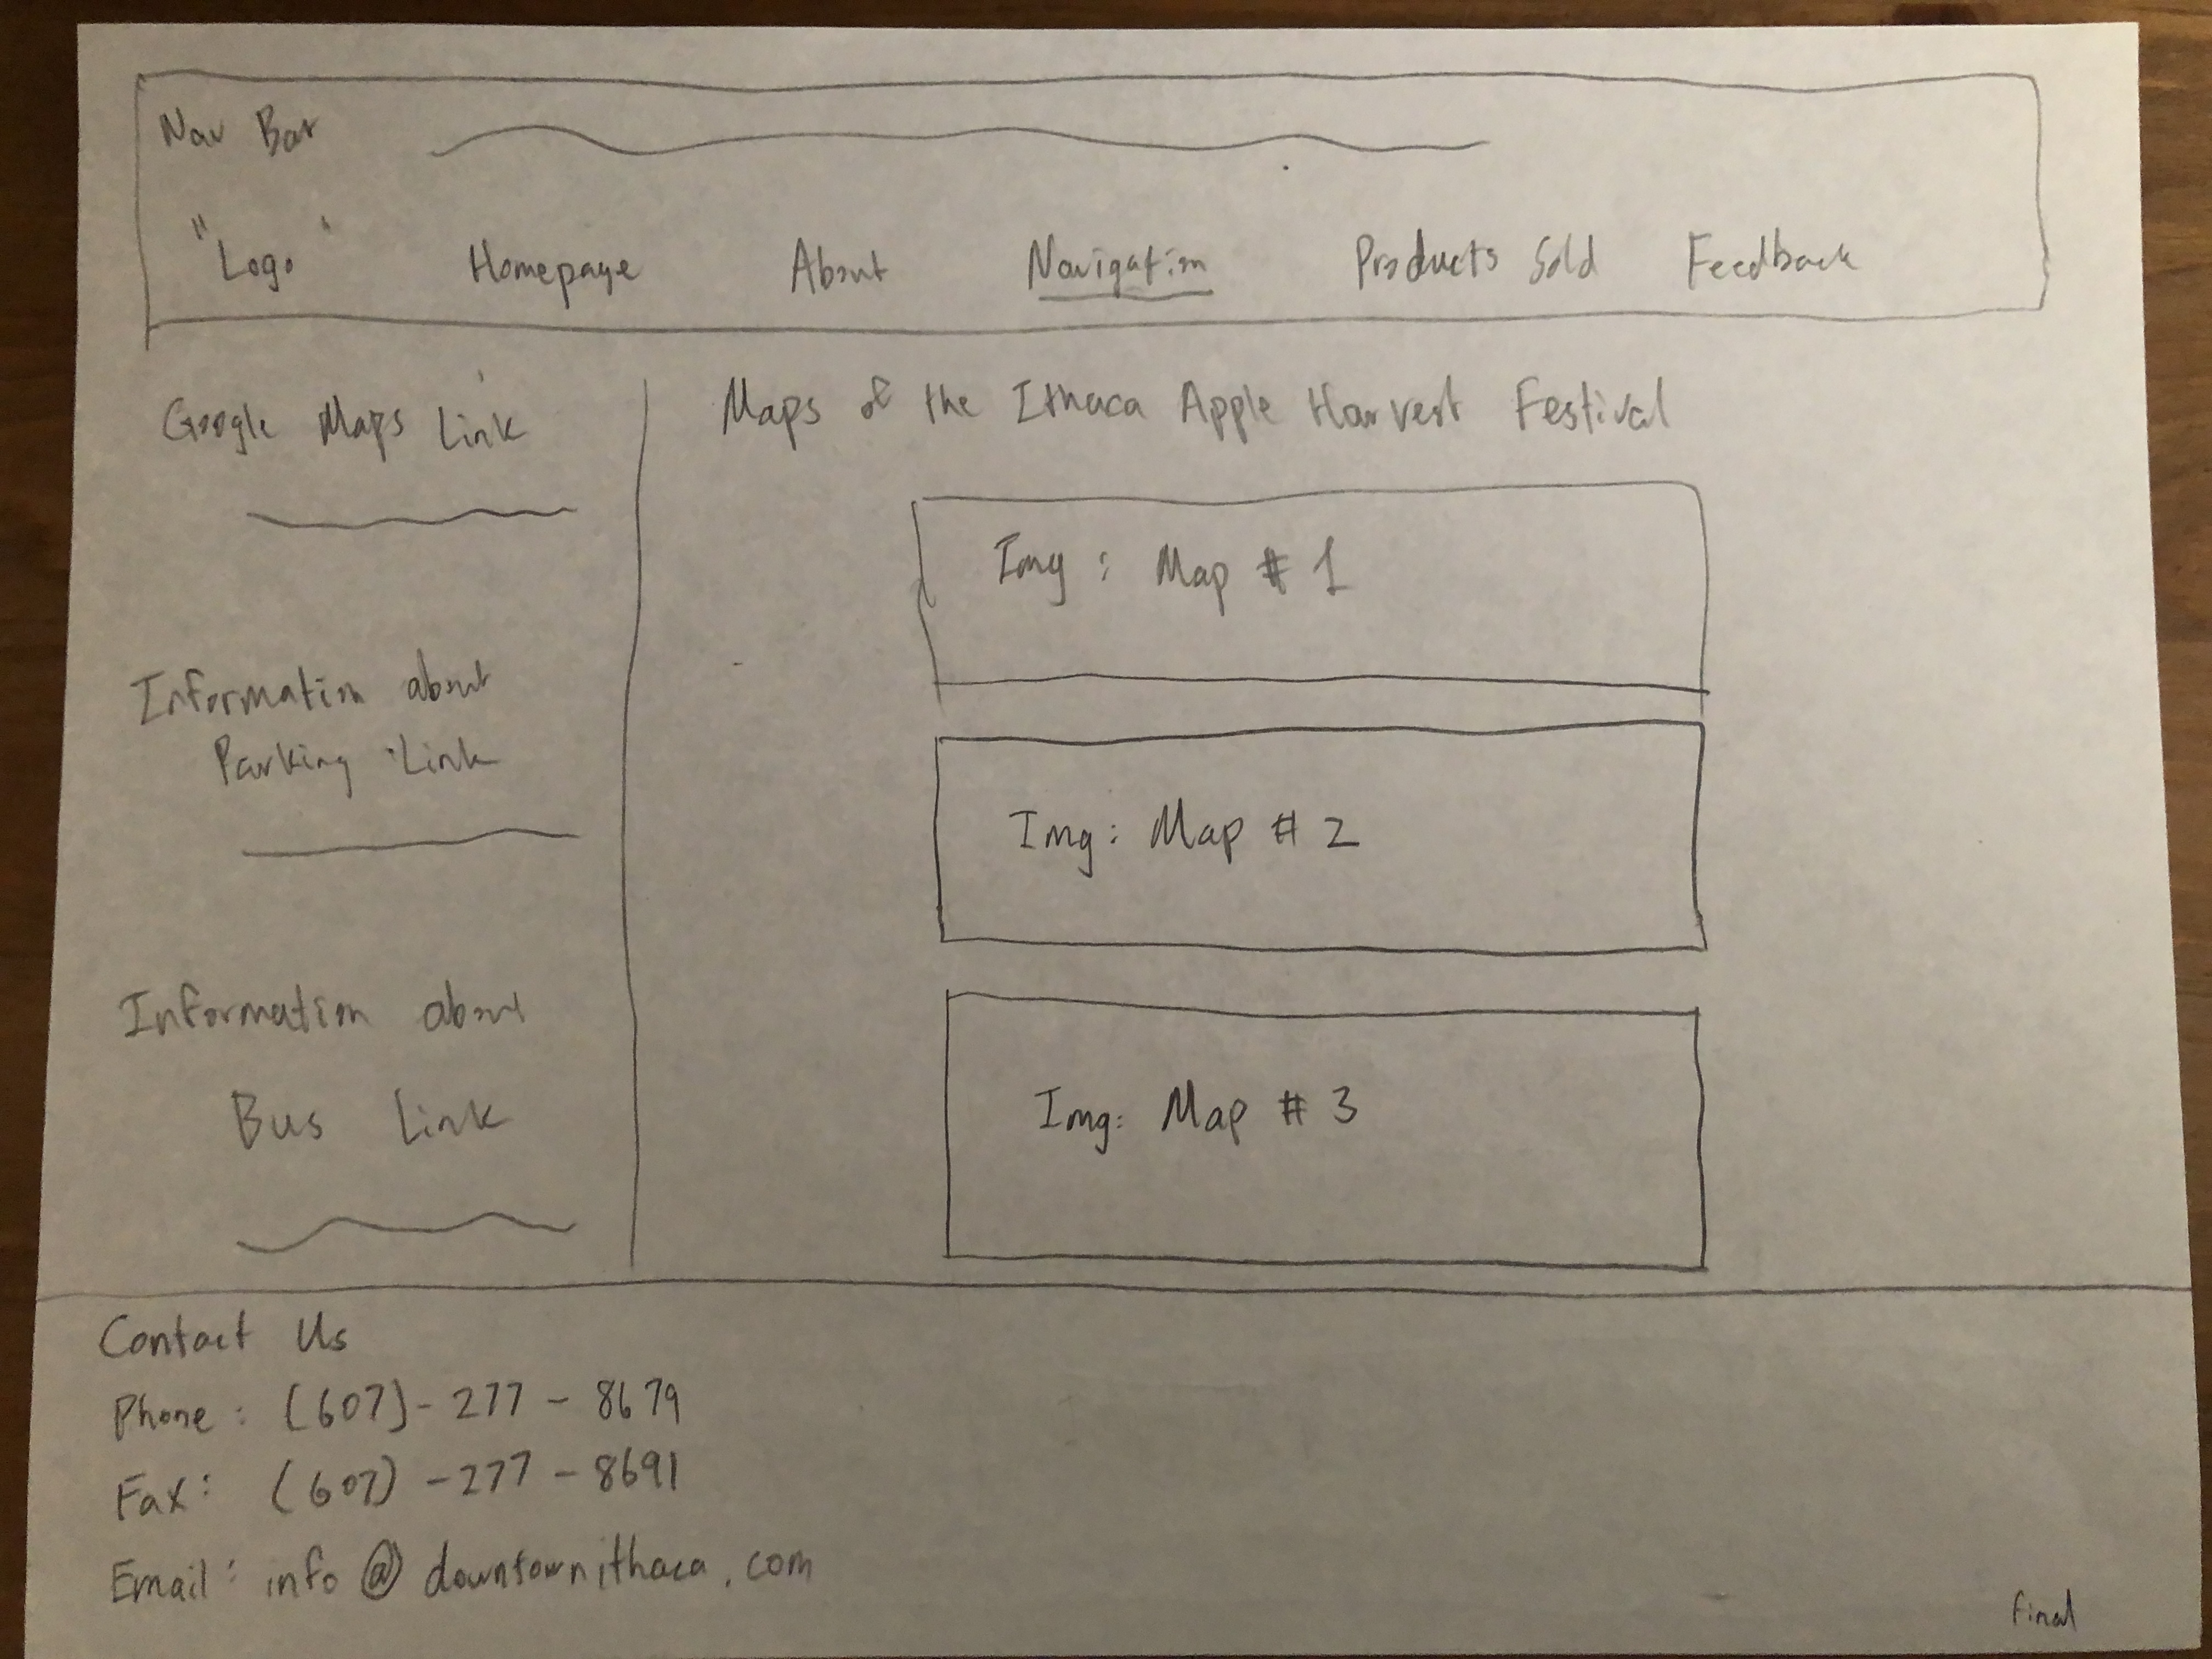 Nav Bar
"Logo" Homepage About Navigation Products Sold Feedback
Google Maps Link
Information about
Parking Link
Information about
Bus Link
Maps of the Ithaca Apple Harvest Festival
Img : Map # 1
Img: Map # 2
Img: Map # 3
Contact Us
Phone : (607)- 277 - 8679
Fax: (607) -277 - 8691
Email: info @ downtownithaca.com
final